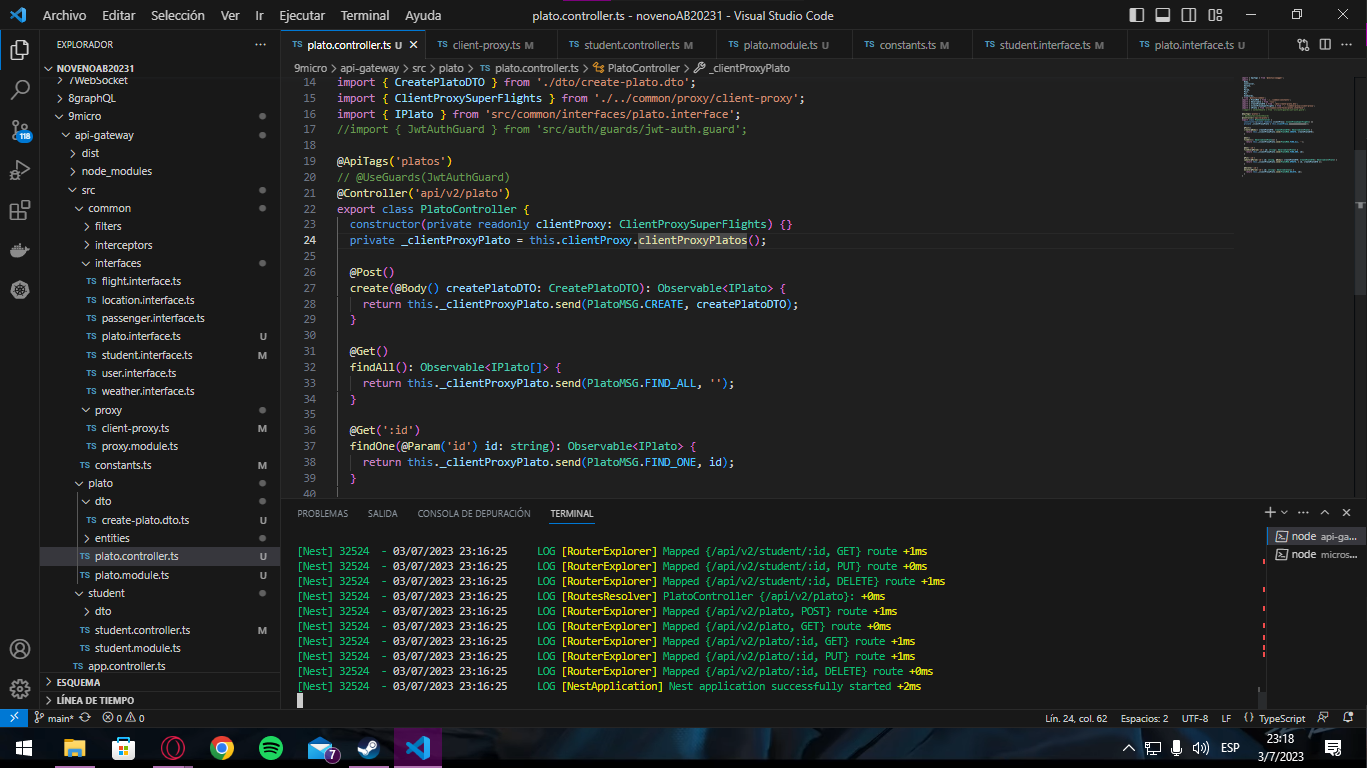 Archivo Editar Selección Ver Ir Ejecutar Terminal Ayuda plato.controller.ts - novenoAB20231 - Visual Studio Code
EXPLORADOR
NOVENOAB20231
7WebSocket
8graphQL
9micro
api-gateway
dist
node_modules
src
common
filters
interceptors
interfaces
TS flight.interface.ts
TS location.interface.ts
TS passenger.interface.ts
TS plato.interface.ts U
TS student.interface.ts M
TS user.interface.ts
TS weather.interface.ts
proxy
TS client-proxy.ts M
TS proxy.module.ts
TS constants.ts M
plato
dto
TS create-plato.dto.ts U
entities
TS plato.controller.ts U
TS plato.module.ts U
student
dto
TS student.controller.ts M
TS student.module.ts
TS app.controller.ts
ESQUEMA
LÍNEA DE TIEMPO
118
TS plato.controller.ts U TS client-proxy.ts M TS student.controller.ts M TS plato.module.ts U TS constants.ts M TS student.interface.ts M TS plato.interface.ts U
9micro > api-gateway > src > plato > TS plato.controller.ts > PlatoController > _clientProxyPlato
14 import { CreatePlatoDTO } from './dto/create-plato.dto';
15 import { ClientProxySuperFlights } from './../common/proxy/client-proxy';
16 import { IPlato } from 'src/common/interfaces/plato.interface';
17 //import { JwtAuthGuard } from 'src/auth/guards/jwt-auth.guard';
18
19 @ApiTags('platos')
20 // @UseGuards(JwtAuthGuard)
21 @Controller('api/v2/plato')
22 export class PlatoController {
23 constructor(private readonly clientProxy: ClientProxySuperFlights) {}
24 private _clientProxyPlato = this.clientProxy.clientProxyPlatos();
25
26 @Post()
27 create(@Body() createPlatoDTO: CreatePlatoDTO): Observable<IPlato> {
28 return this._clientProxyPlato.send(PlatoMSG.CREATE, createPlatoDTO);
29 }
30
31 @Get()
32 findAll(): Observable<IPlato[]> {
33 return this._clientProxyPlato.send(PlatoMSG.FIND_ALL, '');
34 }
35
36 @Get(':id')
37 findOne(@Param('id') id: string): Observable<IPlato> {
38 return this._clientProxyPlato.send(PlatoMSG.FIND_ONE, id);
39 }
40
PROBLEMAS SALIDA CONSOLA DE DEPURACIÓN TERMINAL
[Nest] 32524 - 03/07/2023 23:16:25 LOG [RouterExplorer] Mapped {/api/v2/student/:id, GET} route +1ms
[Nest] 32524 - 03/07/2023 23:16:25 LOG [RouterExplorer] Mapped {/api/v2/student/:id, PUT} route +0ms
[Nest] 32524 - 03/07/2023 23:16:25 LOG [RouterExplorer] Mapped {/api/v2/student/:id, DELETE} route +1ms
[Nest] 32524 - 03/07/2023 23:16:25 LOG [RoutesResolver] PlatoController {/api/v2/plato}: +0ms
[Nest] 32524 - 03/07/2023 23:16:25 LOG [RouterExplorer] Mapped {/api/v2/plato, POST} route +1ms
[Nest] 32524 - 03/07/2023 23:16:25 LOG [RouterExplorer] Mapped {/api/v2/plato, GET} route +0ms
[Nest] 32524 - 03/07/2023 23:16:25 LOG [RouterExplorer] Mapped {/api/v2/plato/:id, GET} route +1ms
[Nest] 32524 - 03/07/2023 23:16:25 LOG [RouterExplorer] Mapped {/api/v2/plato/:id, PUT} route +1ms
[Nest] 32524 - 03/07/2023 23:16:25 LOG [RouterExplorer] Mapped {/api/v2/plato/:id, DELETE} route +0ms
[Nest] 32524 - 03/07/2023 23:16:25 LOG [NestApplication] Nest application successfully started +2ms
node api-ga...
node micros...
main* 0 0 Lín. 24, col. 62 Espacios: 2 UTF-8 LF {} TypeScript
7 ESP 23:18
3/7/2023